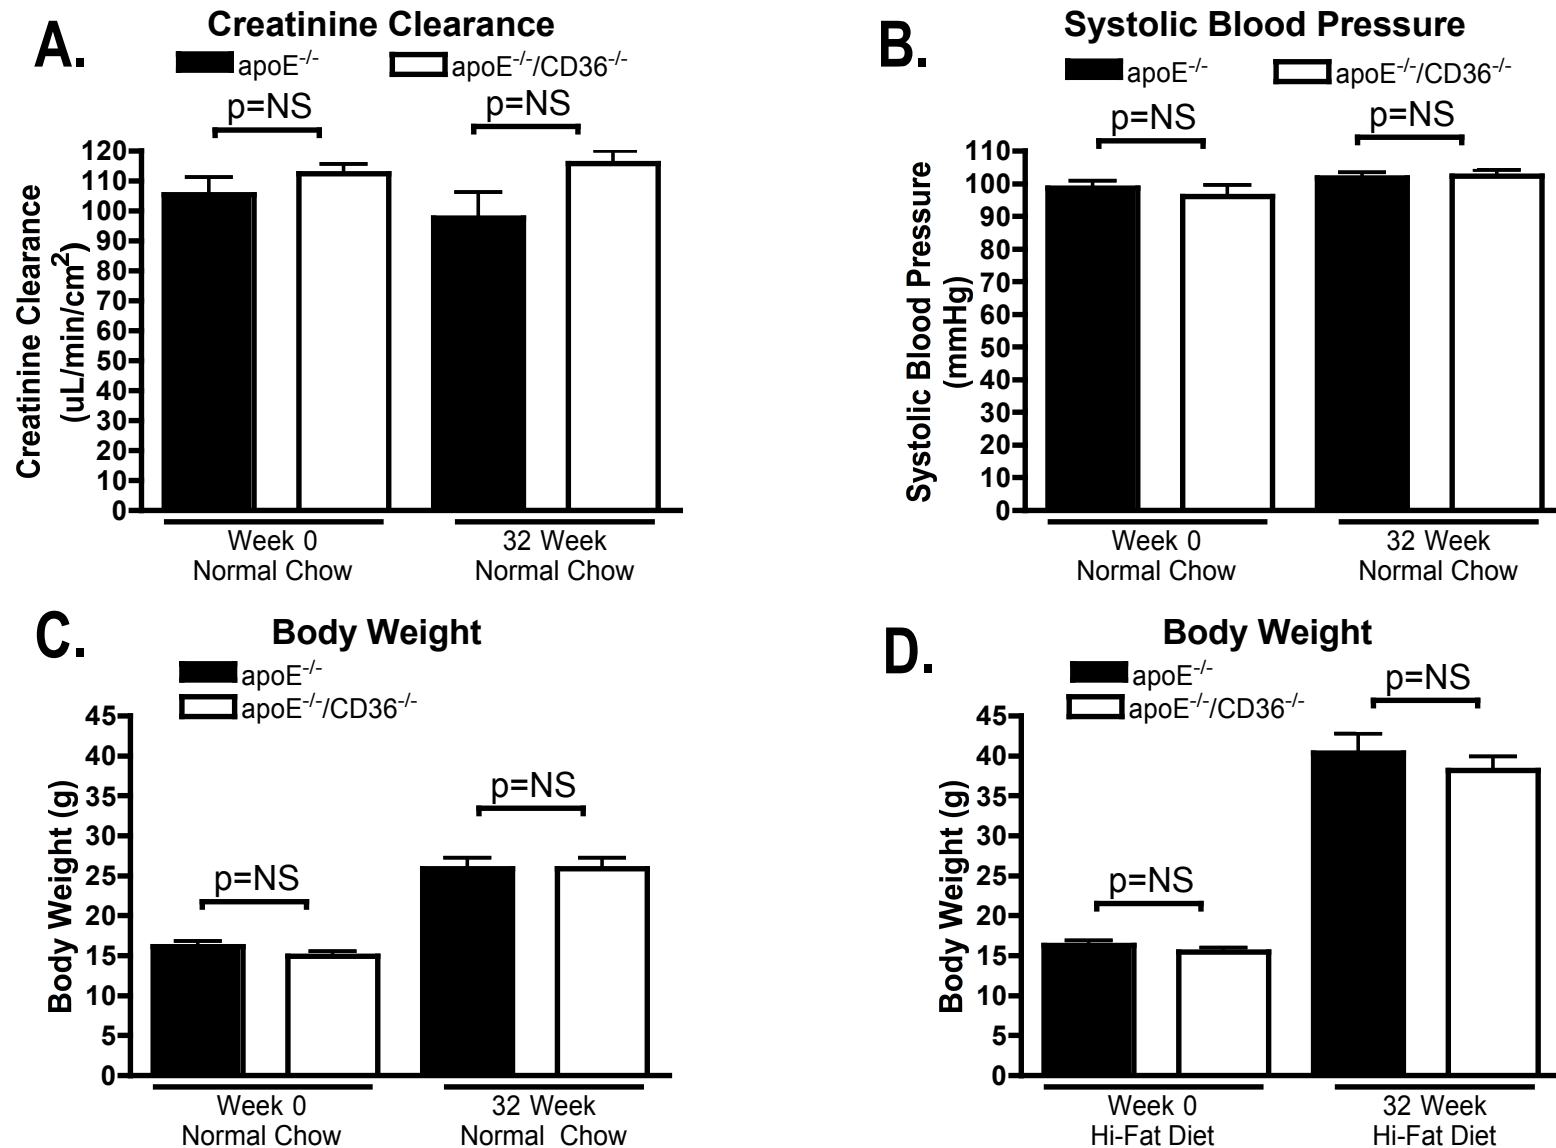 A.
Creatinine Clearance
apoE-/-
apoE-/-/CD36-/-
p=NS
p=NS
Creatinine Clearance
(uL/min/cm2)
120
110
100
90
80
70
60
50
40
30
20
10
0
Week 0
Normal Chow
32 Week
Normal Chow
B.
Systolic Blood Pressure
apoE-/-
apoE-/-/CD36-/-
p=NS
p=NS
Systolic Blood Pressure
(mmHg)
110
100
90
80
70
60
50
40
30
20
10
0
Week 0
Normal Chow
32 Week
Normal Chow
C.
Body Weight
apoE-/-
apoE-/-/CD36-/-
p=NS
p=NS
Body Weight (g)
45
40
35
30
25
20
15
10
5
0
Week 0
Normal Chow
32 Week
Normal Chow
D.
Body Weight
apoE-/-
apoE-/-/CD36-/-
p=NS
p=NS
Body Weight (g)
45
40
35
30
25
20
15
10
5
0
Week 0
Hi-Fat Diet
32 Week
Hi-Fat Diet